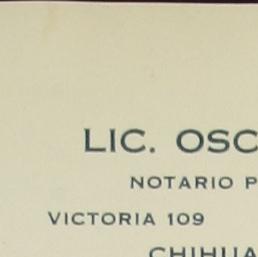 LIC. OSC
NOTARIO P
VICTORIA 109
CHIHUA